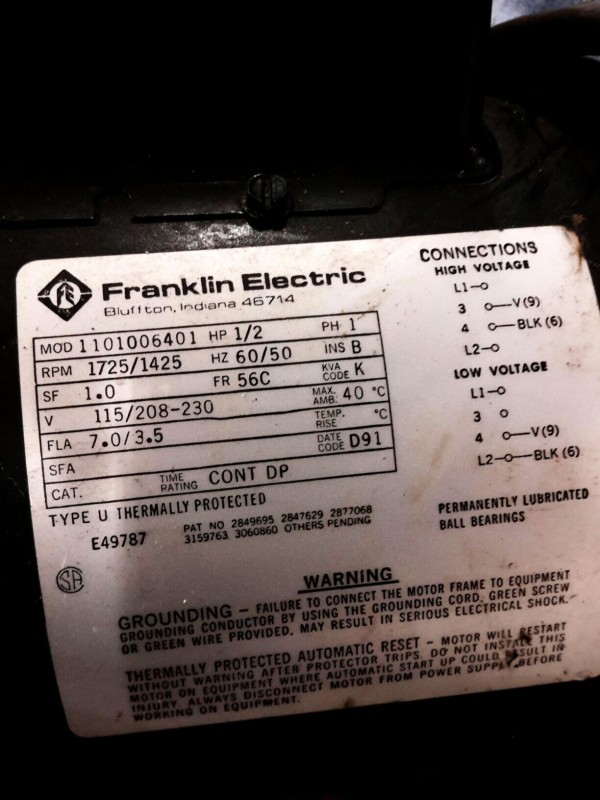 FE
Franklin Electric
Bluffton, Indiana 46714
MOD 1101006401 HP 1/2 PH 1
RPM 1725/1425 HZ 60/50 INS B
SF 1.0 FR 56C KVA CODE K
V 115/208-230 MAX. AMB. 40 °C
FLA 7.0/3.5 TEMP. RISE °C
SFA DATE CODE D91
CAT. TIME RATING CONT DP
TYPE U THERMALLY PROTECTED
E49787
PAT NO 2849695 2847629 2877068
3159763 3060860 OTHERS PENDING
SA
CONNECTIONS
HIGH VOLTAGE
L1
3 V(9)
4 BLK (6)
L2
LOW VOLTAGE
L1
3
4 V(9)
L2 BLK (6)
PERMANENTLY LUBRICATED
BALL BEARINGS
WARNING
GROUNDING – FAILURE TO CONNECT THE MOTOR FRAME TO EQUIPMENT
GROUNDING CONDUCTOR BY USING THE GROUNDING CORD, GREEN SCREW
OR GREEN WIRE PROVIDED, MAY RESULT IN SERIOUS ELECTRICAL SHOCK.
THERMALLY PROTECTED AUTOMATIC RESET – MOTOR WILL RESTART
WITHOUT WARNING AFTER PROTECTOR TRIPS. DO NOT INSTALL THIS
MOTOR ON EQUIPMENT WHERE AUTOMATIC START UP COULD RESULT IN
INJURY. ALWAYS DISCONNECT MOTOR FROM POWER SUPPLY BEFORE
WORKING ON EQUIPMENT.